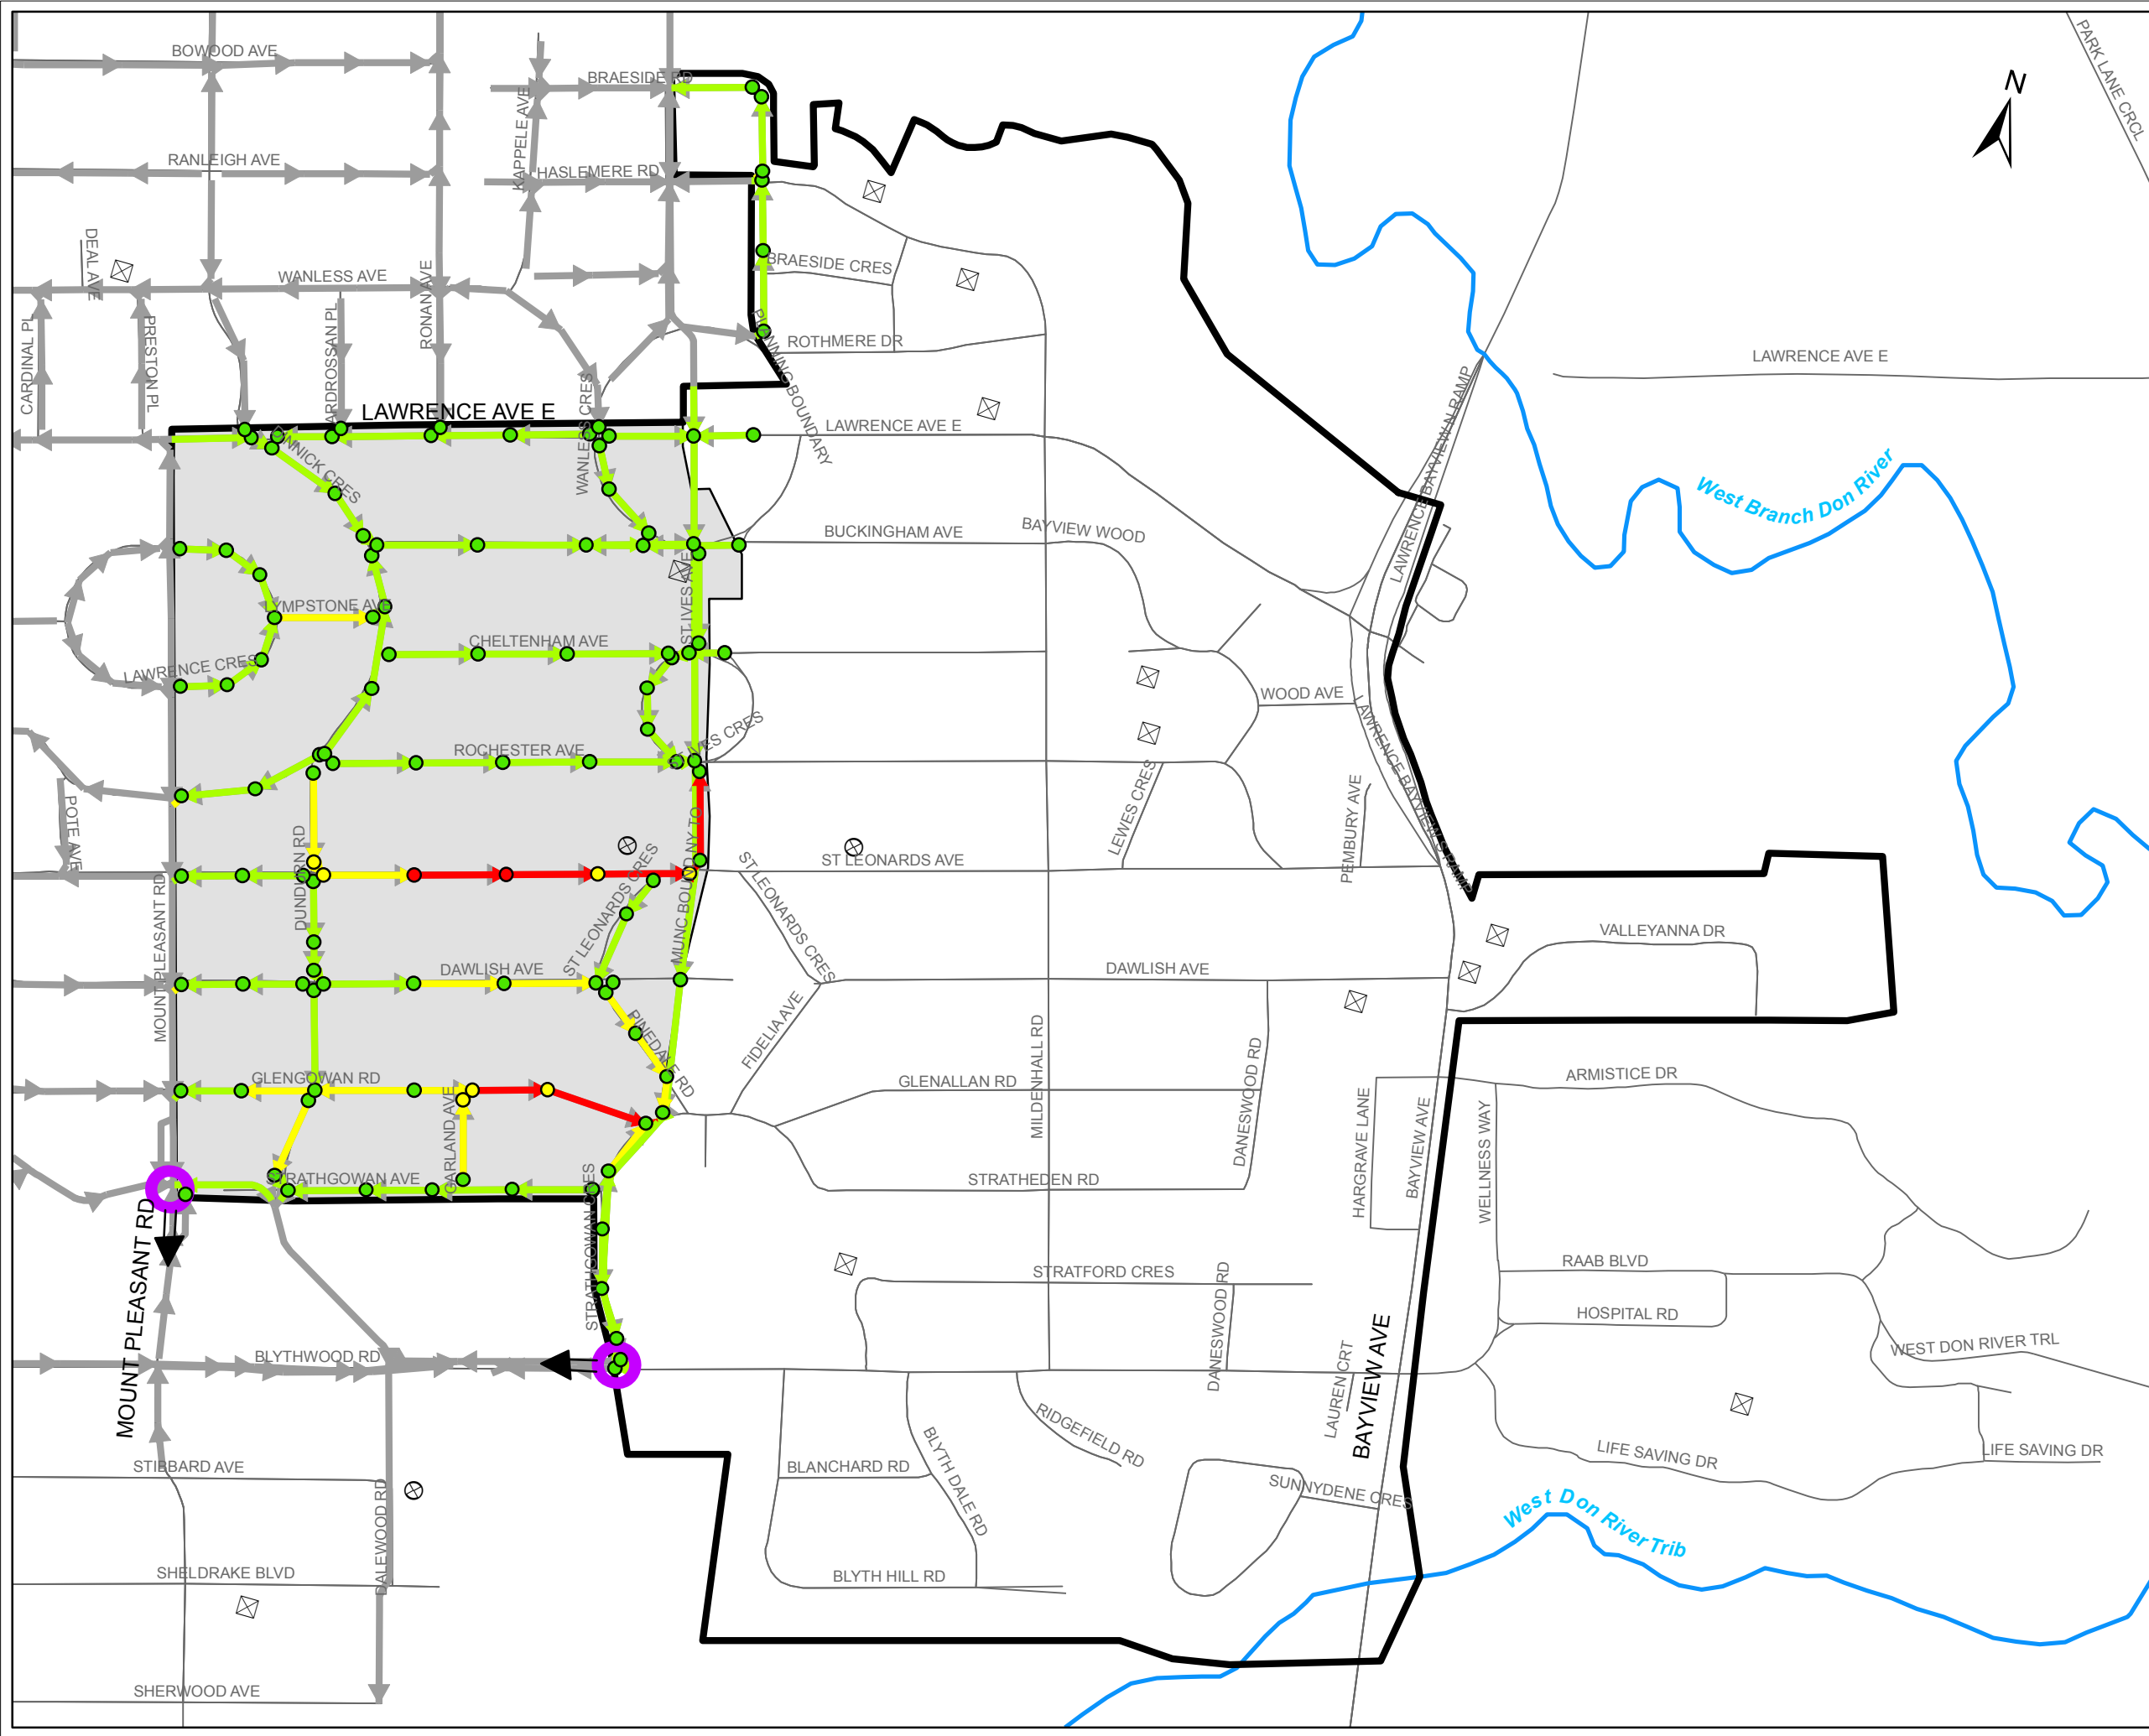 BOWOOD AVE
BRAESIDE RD
PARK LANE CRCL
N
KAPPELE AVE
RANLEIGH AVE
HASLEMERE RD
DEAL AVE
WANLESS AVE
RONAN AVE
BRAESIDE CRES
CARDINAL PL
PRESTON PL
ARDROSSAN PL
ROTHMERE DR
PLANNING BOUNDARY
LAWRENCE AVE E
LAWRENCE AVE E
WANLESS CRES
LAWRENCE AVE E
LAWRENCE BAYVIEW RAMP
West Branch Don River
BUCKINGHAM AVE
BAYVIEW WOOD
ST IVES AVE
LYMPSTONE AVE
CHELTENHAM AVE
LAWRENCE CRES
WOOD AVE
LAWRENCE BAYVIEW S RAMP
ROCHESTER AVE
ST IVES CRES
POTE AVE
LEWES CRES
PEMBURY AVE
DUNDURN RD
MUNC BOUND NY TO
ST LEONARDS AVE
ST LEONARDS CRES
ST LEONARDS CRES
MOUNT PLEASANT RD
VALLEYANNA DR
DAWLISH AVE
DAWLISH AVE
FIDELIA AVE
PINEDALE RD
MILDENHALL RD
DANESWOOD RD
GLENGOWAN RD
GLENALLAN RD
ARMISTICE DR
GARLAND AVE
HARGRAVE LANE
BAYVIEW AVE
WELLNESS WAY
STRATHGOWAN AVE
STRATHEDEN RD
STRATHGOWAN CRES
MOUNT PLEASANT RD
STRATFORD CRES
DANESWOOD RD
RAAB BLVD
HOSPITAL RD
BLYTHWOOD RD
LAUREN CRT
BAYVIEW AVE
WEST DON RIVER TRL
RIDGEFIELD RD
BLYTH DALE RD
STIBBARD AVE
BLANCHARD RD
LIFE SAVING DR
LIFE SAVING DR
SUNNYDENE CRES
DALEWOOD RD
West Don River Trib
SHELDRAKE BLVD
BLYTH HILL RD
SHERWOOD AVE